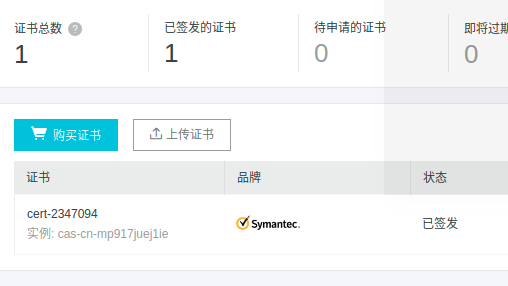 证书总数 ?
1
已签发的证书
1
待申请的证书
0
即将过
0
购买证书
上传证书
证书 品牌 状态
cert-2347094
实例: cas-cn-mp917juej1ie
Symantec.
已签发